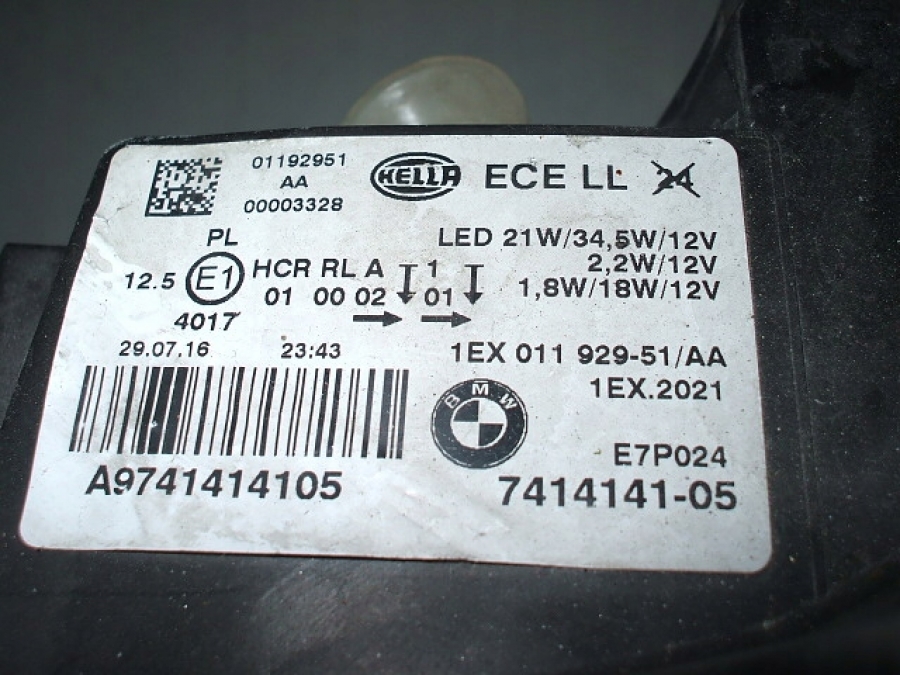 01192951
AA
00003328
HELLA ECE LL 24
PL LED 21W/34,5W/12V
2,2W/12V
12.5 E1 HCR RL A 1 1,8W/18W/12V
01 00 02 01
4017
29.07.16 23:43 1EX 011 929-51/AA
1EX.2021
BMW
E7P024
A9741414105 7414141-05